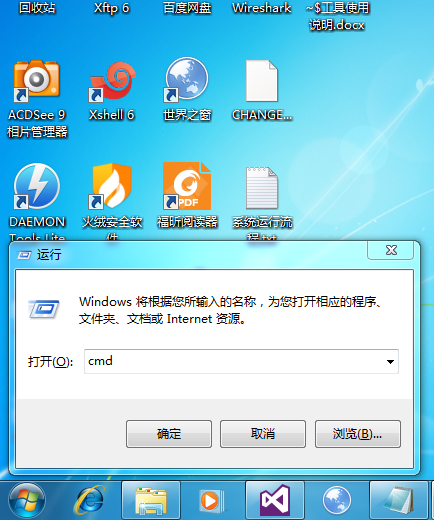 回收站 Xftp 6 百度网盘 Wireshark ~$工具使用
说明.docx
ACDSee 9 Xshell 6 世界之窗 CHANGE...
相片管理器
PDF
DAEMON 火绒安全软 福昕阅读器 系统运行流
Tools Lite 件 程.txt
运行
Windows 将根据您所输入的名称，为您打开相应的程序、
文件夹、文档或 Internet 资源。
打开(O): cmd
确定 取消 浏览(B)...